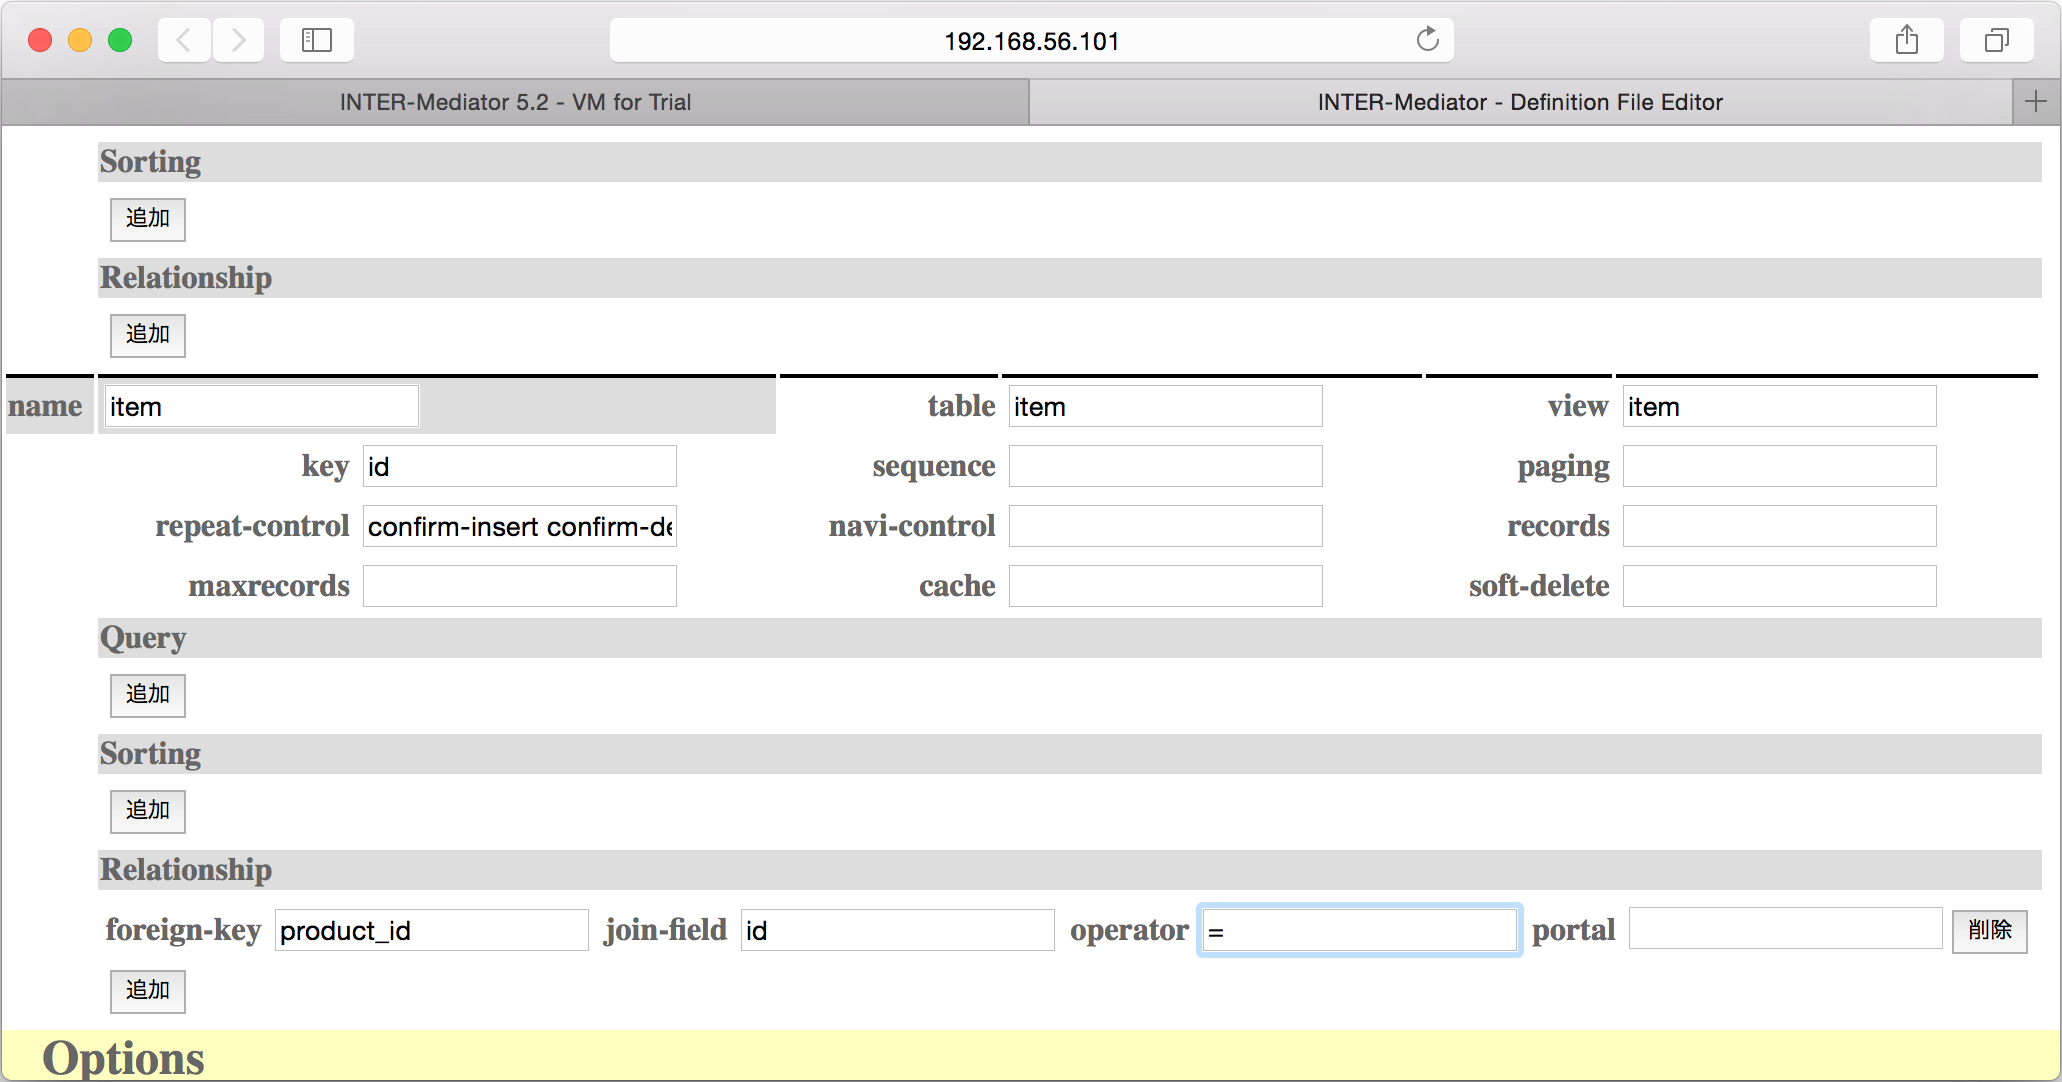 192.168.56.101
INTER-Mediator 5.2 - VM for Trial
INTER-Mediator - Definition File Editor
Sorting
追加
Relationship
追加
name item table item view item
key id sequence paging
repeat-control confirm-insert confirm-de navi-control records
maxrecords cache soft-delete
Query
追加
Sorting
追加
Relationship
foreign-key product_id join-field id operator = portal 削除
追加
Options